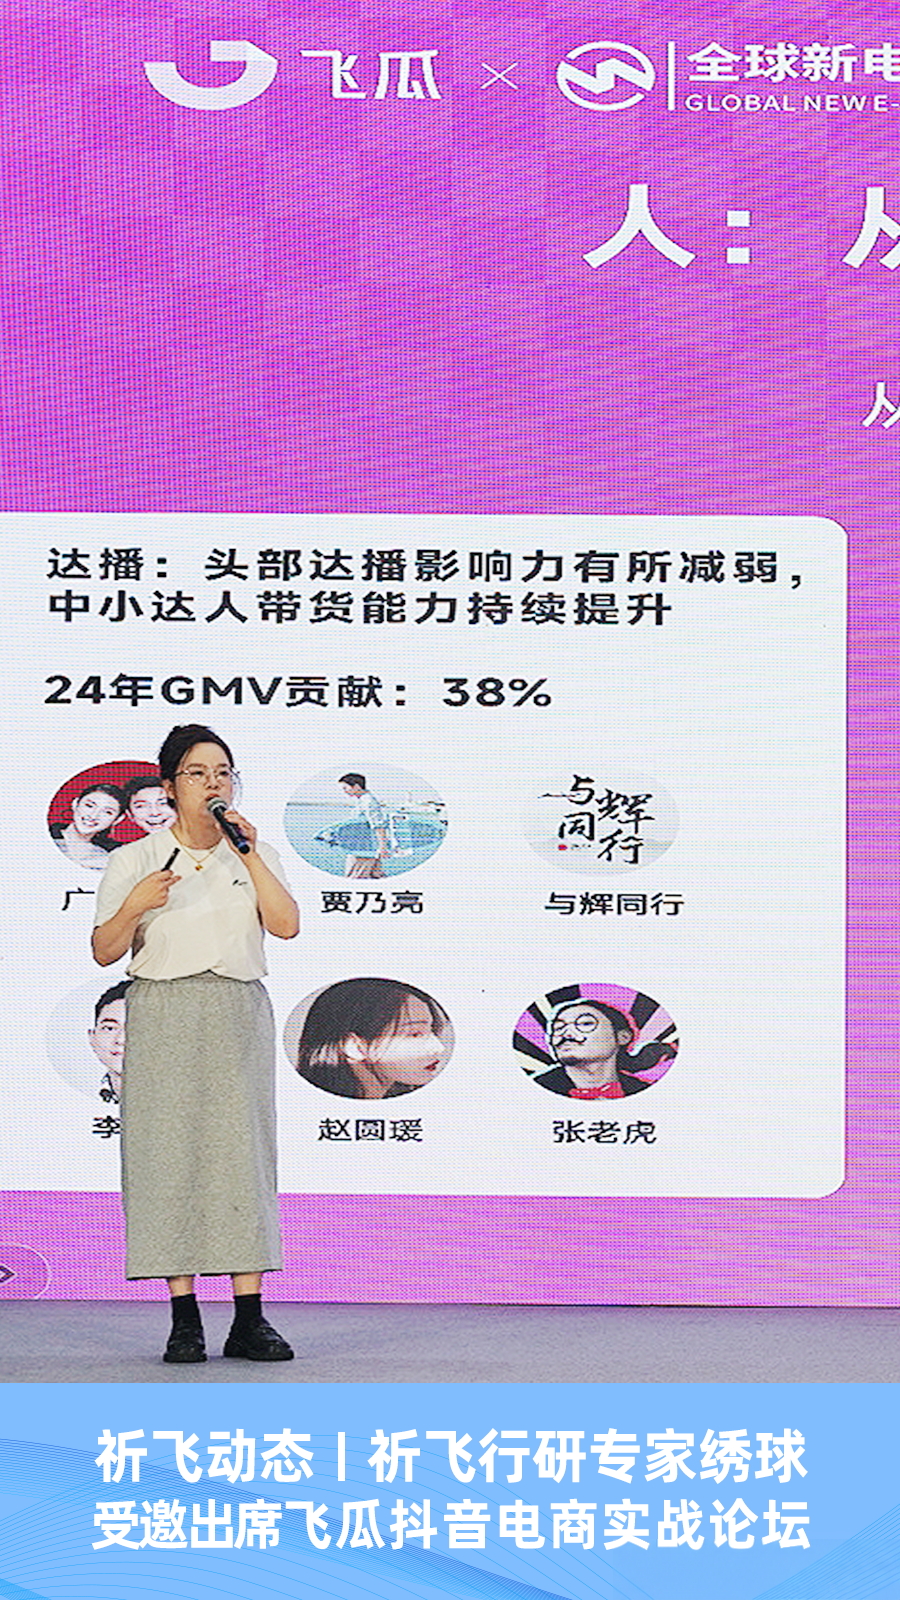 飞瓜 × 全球新电
GLOBAL NEW E-
人：从
从
达播：头部达播影响力有所减弱，
中小达人带货能力持续提升
24年GMV贡献：38%
与辉
同行
广
贾乃亮
与辉同行
李
赵圆瑗
张老虎
祈飞动态丨祈飞行研专家绣球
受邀出席飞瓜抖音电商实战论坛